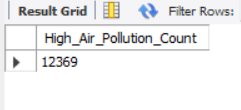 Result Grid Filter Rows:
High_Air_Pollution_Count
12369